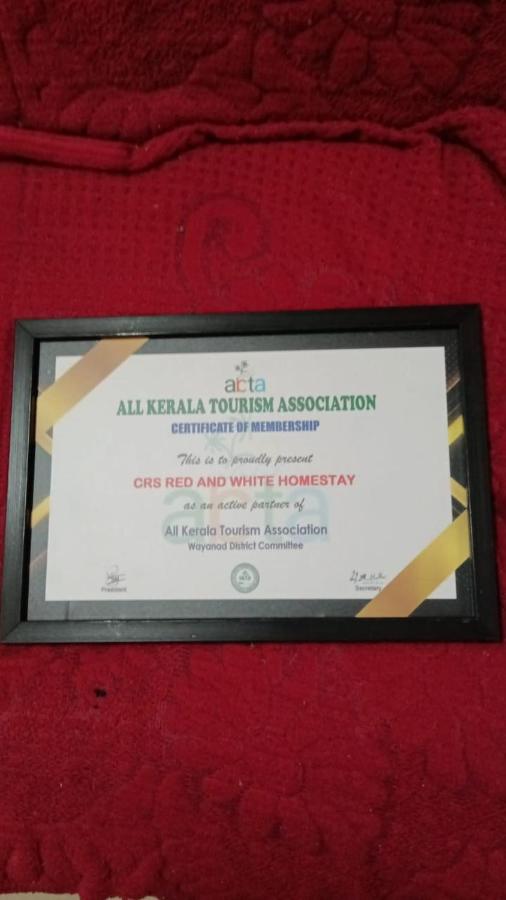 akta
ALL KERALA TOURISM ASSOCIATION
CERTIFICATE OF MEMBERSHIP
This is to proudly present
CRS RED AND WHITE HOMESTAY
as an active partner of
All Kerala Tourism Association
Wayanad District Committee
President
Secretary